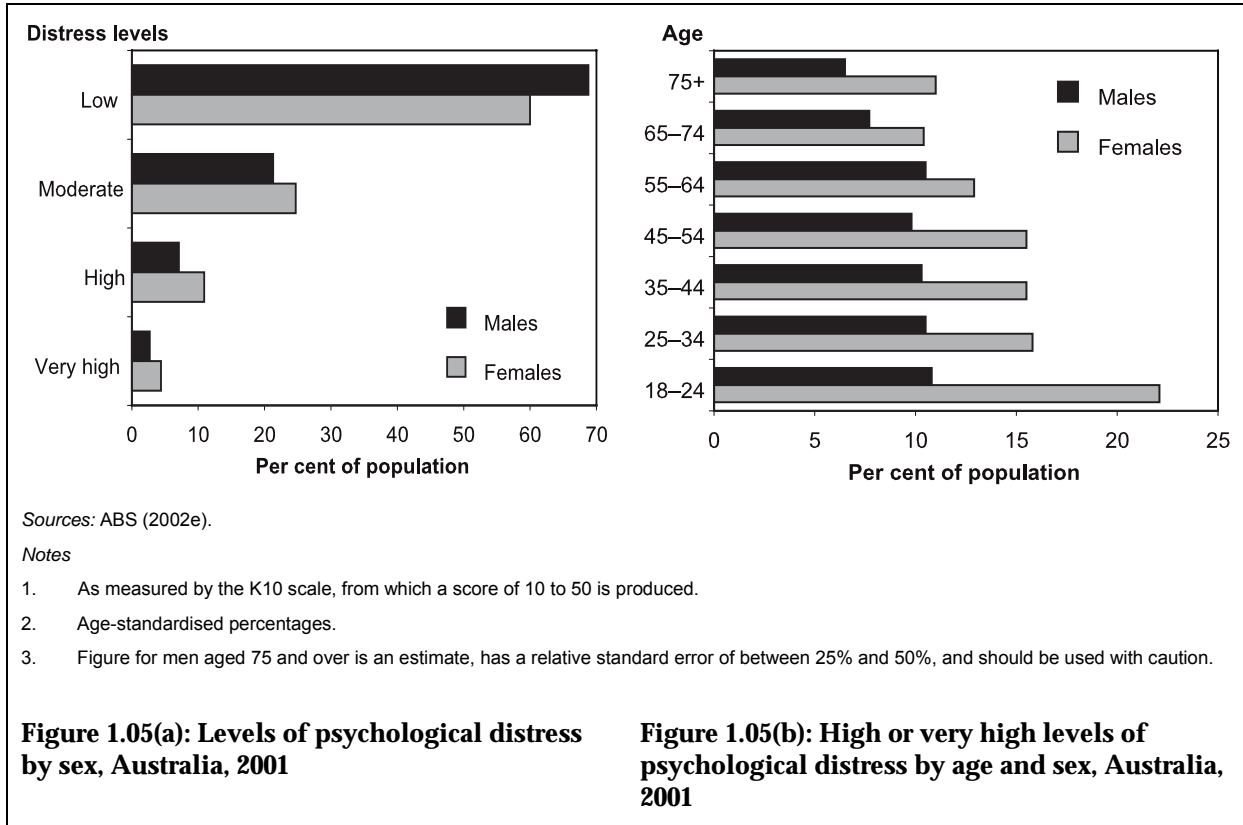 Distress levels
Low
Moderate
High
Very high
Males
Females
0 10 20 30 40 50 60 70
Per cent of population
Age
75+
65–74
55–64
45–54
35–44
25–34
18–24
Males
Females
0 5 10 15 20 25
Per cent of population
Sources: ABS (2002e).
Notes
1. As measured by the K10 scale, from which a score of 10 to 50 is produced.
2. Age-standardised percentages.
3. Figure for men aged 75 and over is an estimate, has a relative standard error of between 25% and 50%, and should be used with caution.
Figure 1.05(a): Levels of psychological distress
by sex, Australia, 2001
Figure 1.05(b): High or very high levels of
psychological distress by age and sex, Australia,
2001